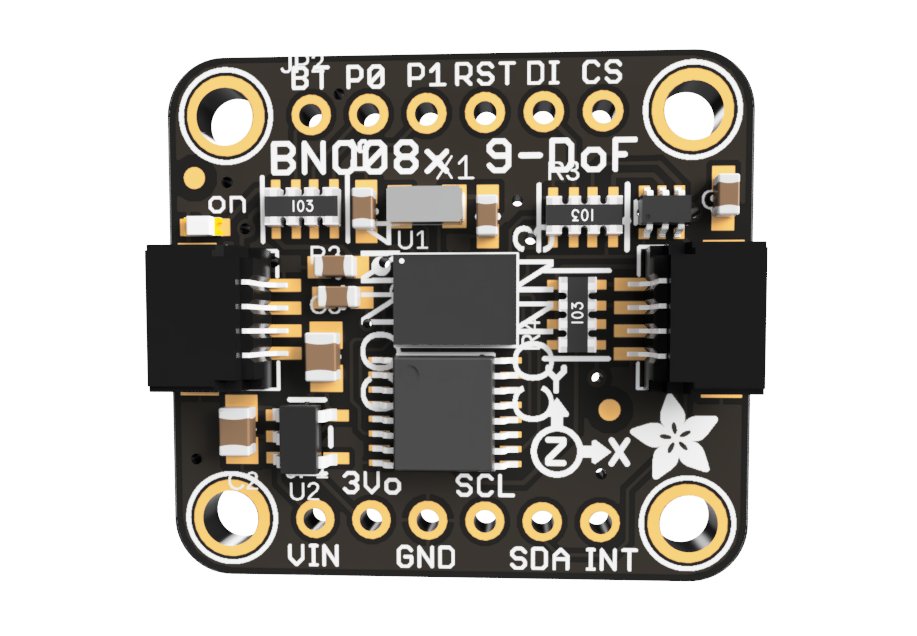 JP2
BT P0 P1 RST DI CS
BNO08x 9-DoF
X1
R3
on
103
103
U1
R2
103
Y
Z X
C2
U2
3Vo SCL
VIN GND SDA INT